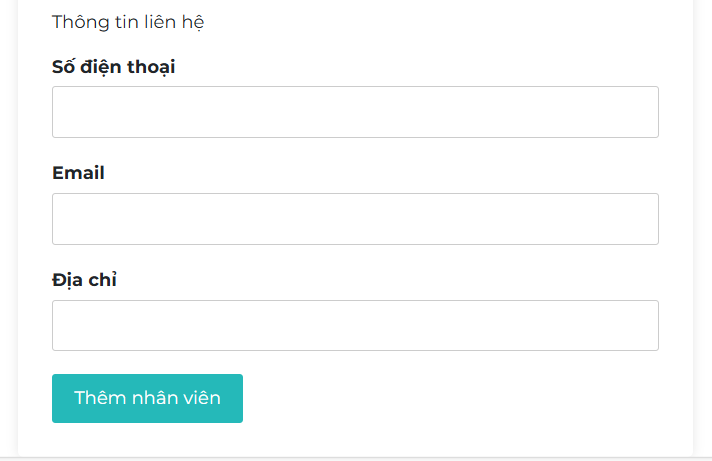 Thông tin liên hệ
Số điện thoại
Email
Địa chỉ
Thêm nhân viên